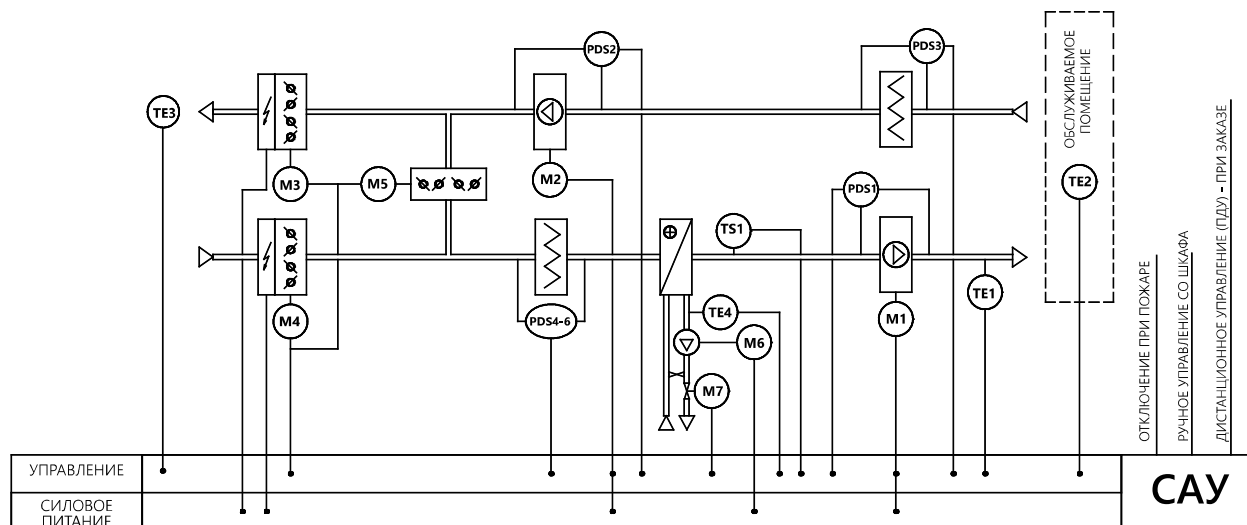 PDS2
PDS3
ОБСЛУЖИВАЕМОЕ
ПОМЕЩЕНИЕ
TE3
M3
M5
M2
PDS1
TE2
TS1
M4
PDS4-6
TE4
M6
M7
M1
TE1
ОТКЛЮЧЕНИЕ ПРИ ПОЖАРЕ
РУЧНОЕ УПРАВЛЕНИЕ СО ШКАФА
ДИСТАНЦИОННОЕ УПРАВЛЕНИЕ (ПДУ) - ПРИ ЗАКАЗЕ
УПРАВЛЕНИЕ
СИЛОВОЕ
ПИТАНИЕ
САУ